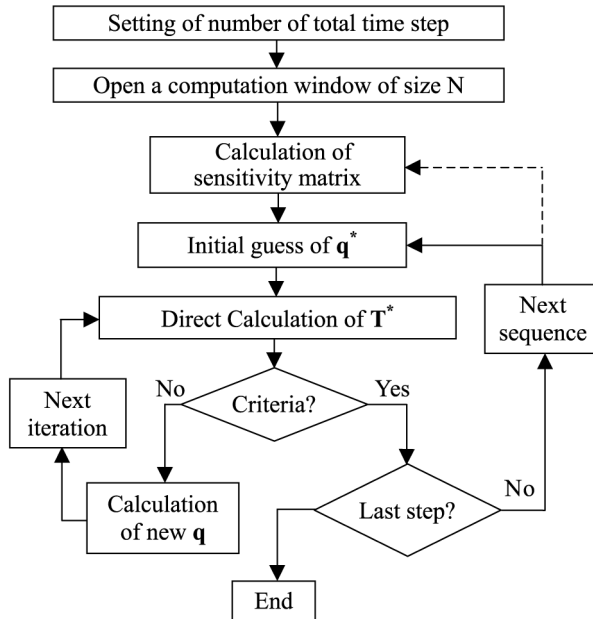 Setting of number of total time step
Open a computation window of size N
Calculation of
sensitivity matrix
Initial guess of q*
Direct Calculation of T*
Next
sequence
No
Yes
Criteria?
Next
iteration
Calculation
of new q
Last step?
No
End